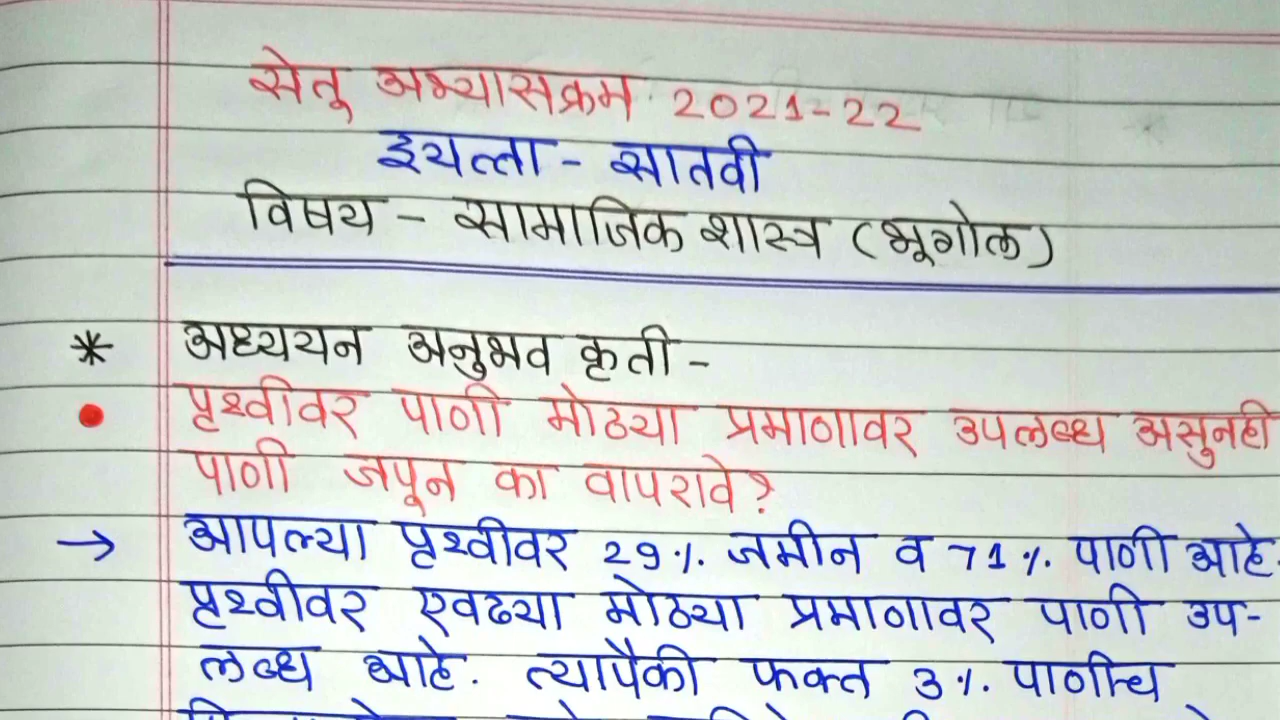 सेतू अभ्यासक्रम 2021-22
इयत्ता - सातवी
विषय - सामाजिक शास्त्र (भूगोल)
* अध्ययन अनुभव कृती -
• पृथ्वीवर पाणी मोठ्या प्रमाणावर उपलब्ध असुनही
पाणी जपून का वापरावे?
→ आपल्या पृथ्वीवर 29%. जमीन व 71%. पाणी आहे.
पृथ्वीवर एवढ्या मोठ्या प्रमाणावर पाणी उप-
लब्ध आहे. त्यापैकी फक्त 3%. पाणीच